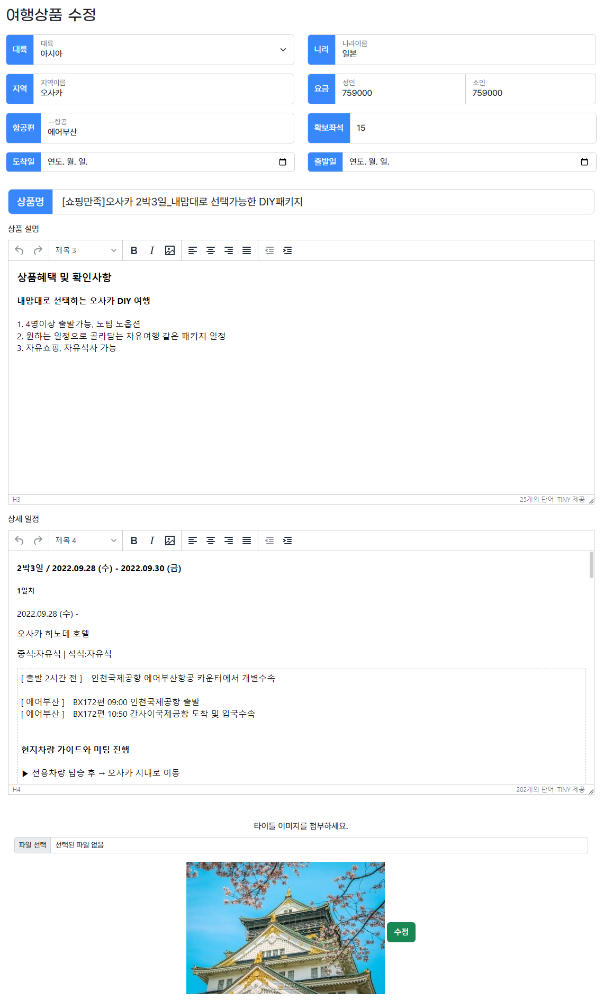 여행상품 수정
대륙
대륙
아시아
나라
나라이름
일본
지역
지역이름
오사카
요금
성인
759000
소인
759000
항공편
--항공
에어부산
확보좌석
15
도착일
연도. 월. 일.
출발일
연도. 월. 일.
상품명
[쇼핑만족]오사카 2박3일_내맘대로 선택가능한 DIY패키지
상품 설명
제목 3
B I
상품혜택 및 확인사항
내맘대로 선택하는 오사카 DIY 여행
1. 4명이상 출발가능, 노팁 노옵션
2. 원하는 일정으로 골라담는 자유여행 같은 패키지 일정
3. 자유쇼핑, 자유식사 가능
H3
25개의 단어 TINY 제공
상세 일정
제목 4
B I
2박3일 / 2022.09.28 (수) - 2022.09.30 (금)
1일차
2022.09.28 (수) -
오사카 히노데 호텔
중식:자유식 | 석식:자유식
[ 출발 2시간 전 ] 인천국제공항 에어부산항공 카운터에서 개별수속
[ 에어부산 ] BX172편 09:00 인천국제공항 출발
[ 에어부산 ] BX172편 10:50 간사이국제공항 도착 및 입국수속
현지차량 가이드와 미팅 진행
▶ 전용차량 탑승 후 → 오사카 시내로 이동
H4
202개의 단어 TINY 제공
타이틀 이미지를 첨부하세요.
파일 선택
선택된 파일 없음
수정